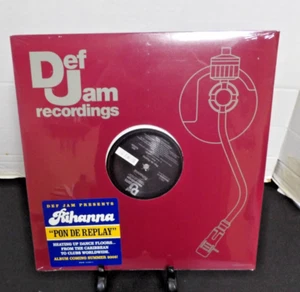 Def
Jam
recordings
DEF JAM PRESENTS
Rihanna
"PON DE REPLAY"
HEATING UP DANCE FLOORS...
FROM THE CARIBBEAN
TO CLUBS WORLDWIDE.
ALBUM COMING SUMMER 2005!